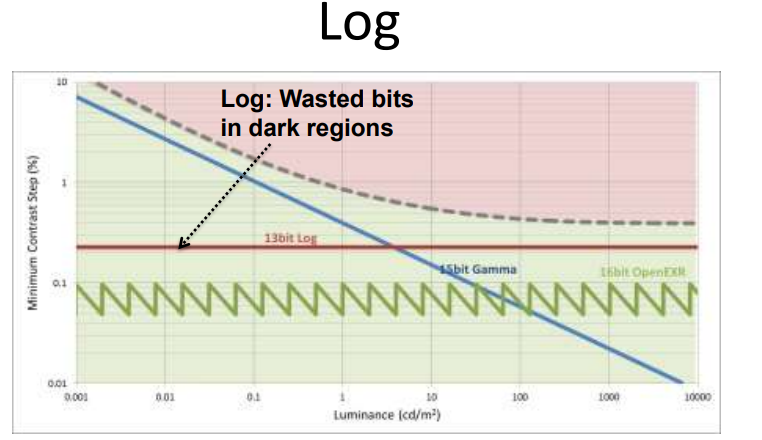 Log
10
Log: Wasted bits
in dark regions
1
Minimum Contrast Step (%)
13bit Log
15bit Gamma
16bit OpenEXR
0.1
0.01
0.001 0.01 0.1 1 10 100 1000 10000
Luminance (cd/m²)